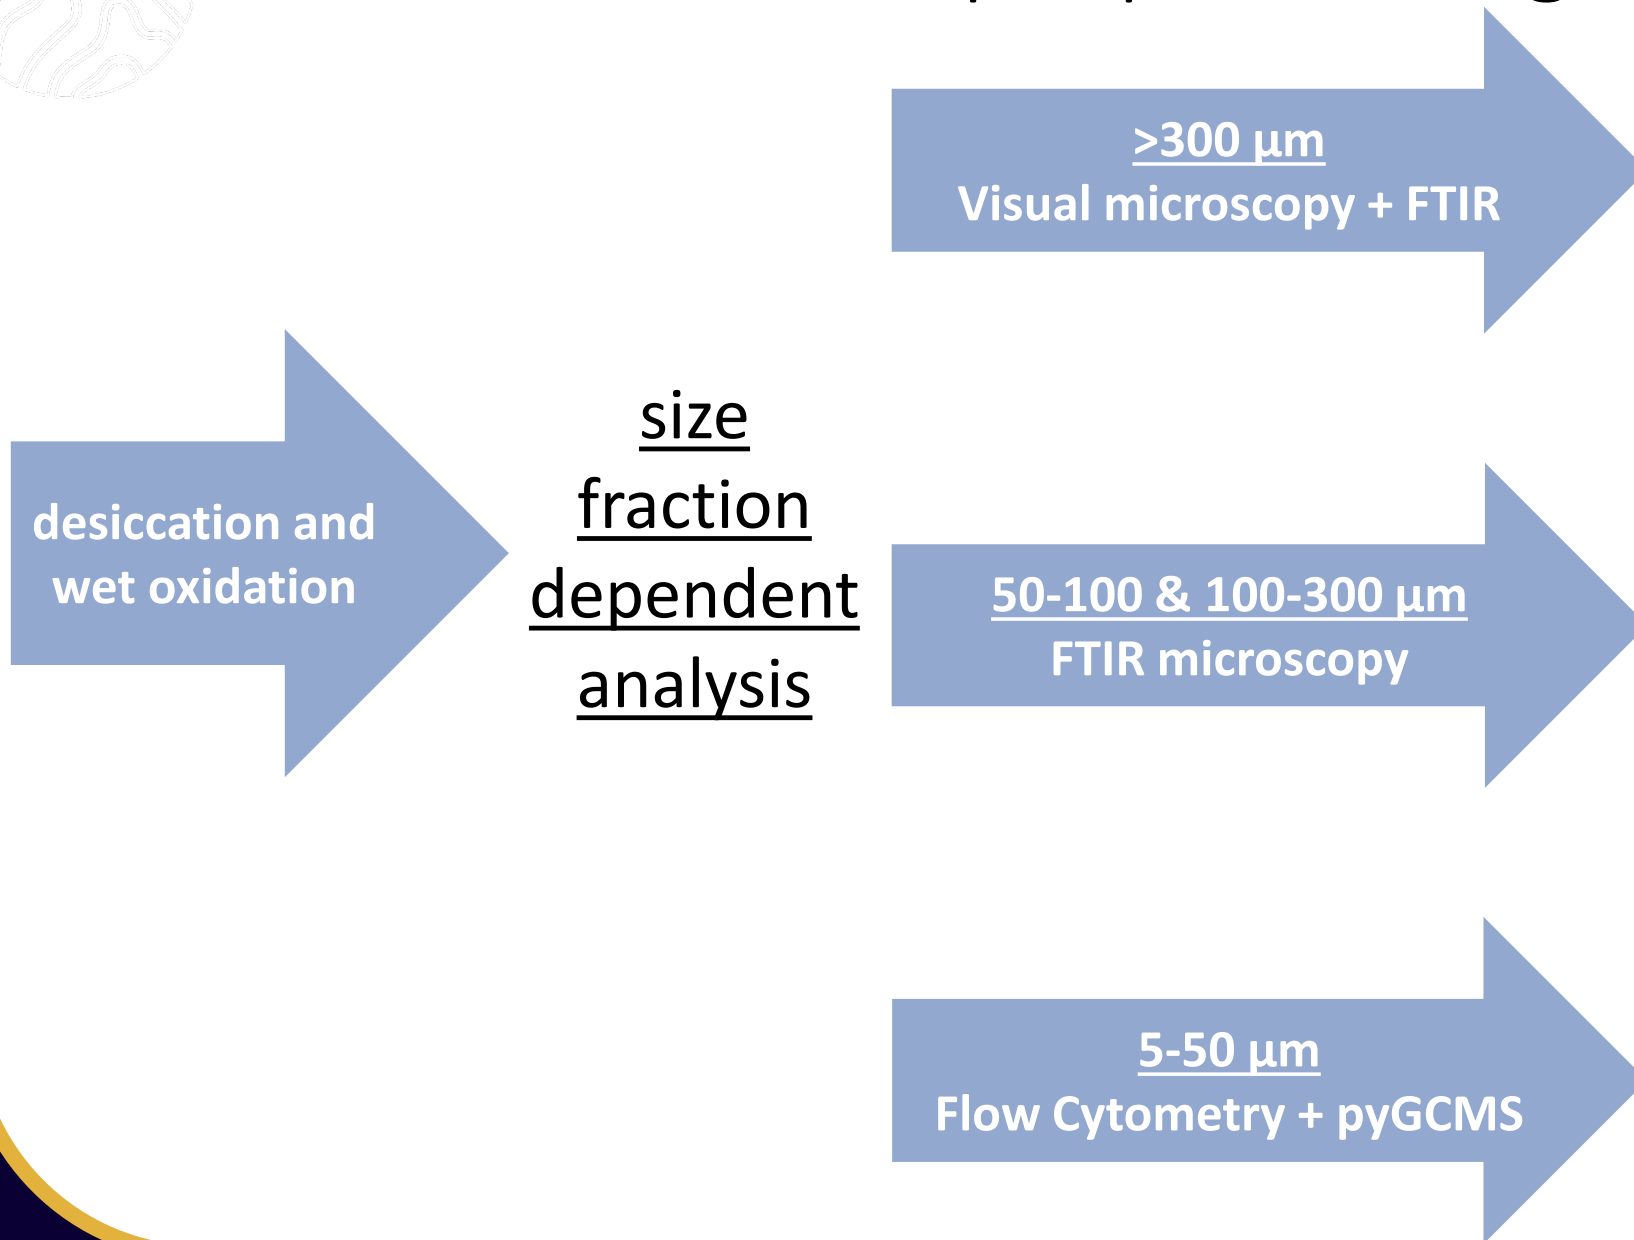 desiccation and
wet oxidation
size
fraction
dependent
analysis
>300 µm
Visual microscopy + FTIR
50-100 & 100-300 µm
FTIR microscopy
5-50 µm
Flow Cytometry + pyGCMS